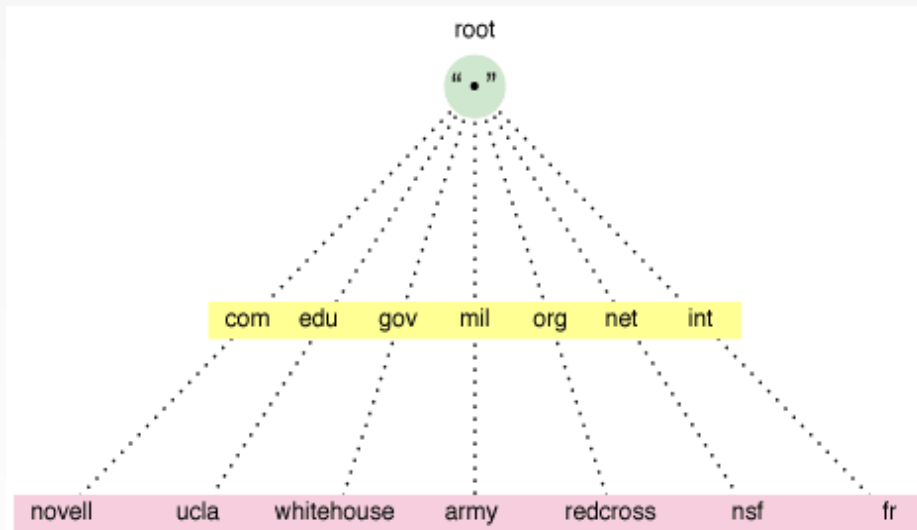 root
“ • ”
com edu gov mil org net int
novell ucla whitehouse army redcross nsf fr